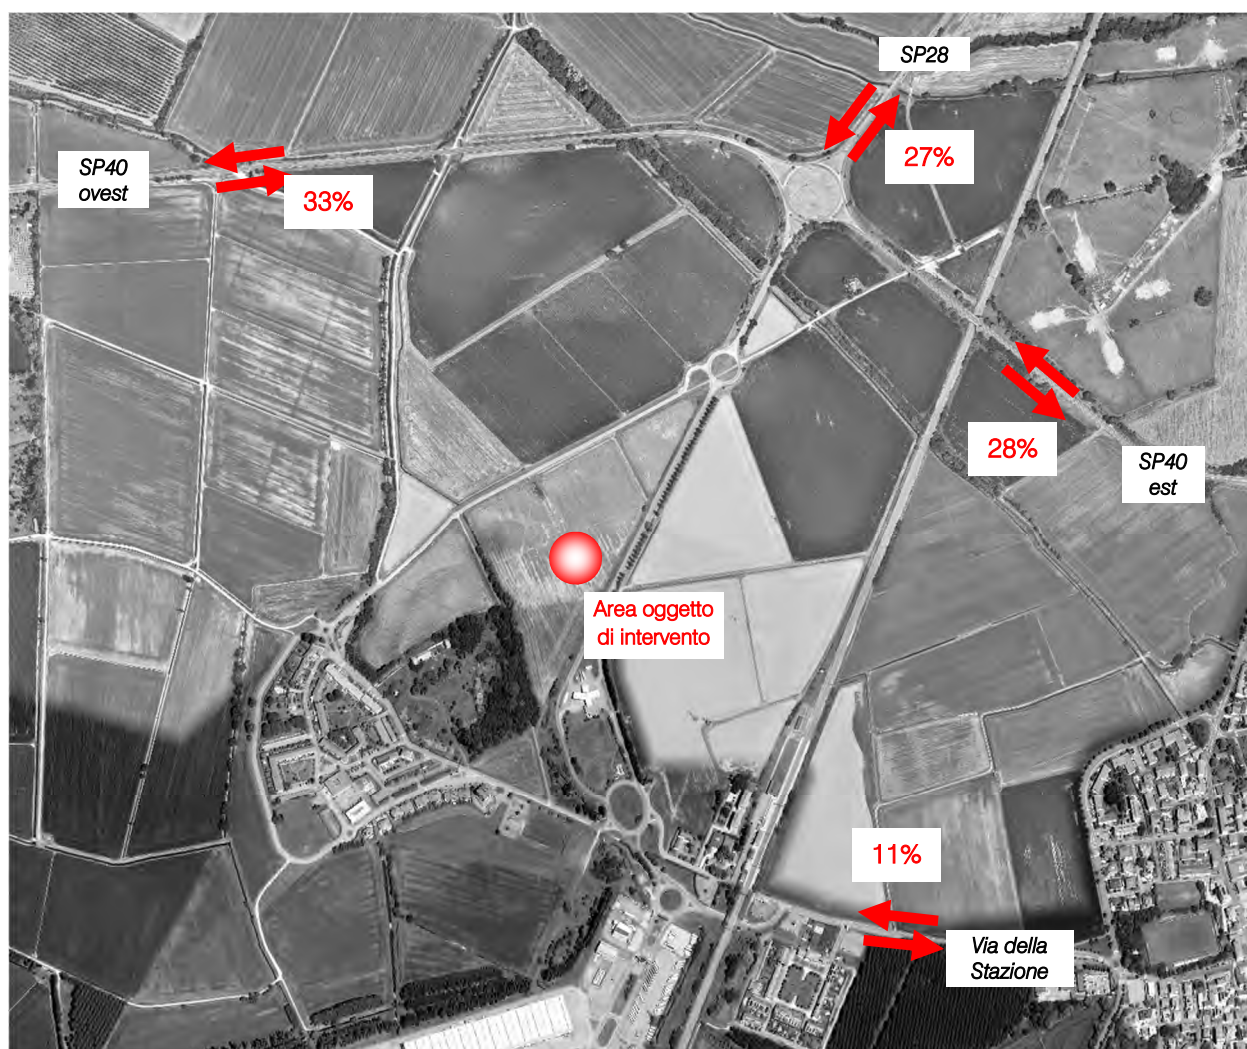 SP28
27%
SP40
ovest
33%
28%
SP40
est
Area oggetto
di intervento
11%
Via della
Stazione